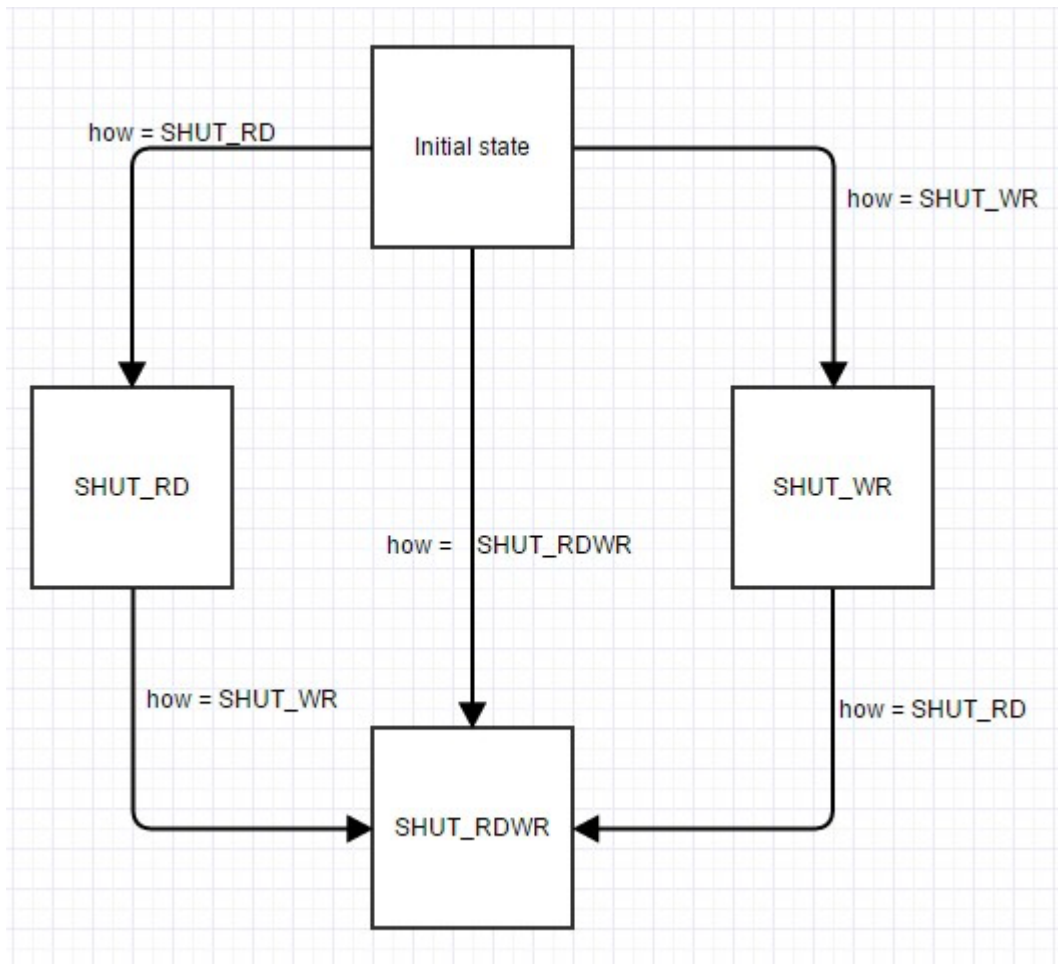 how = SHUT_RD
Initial state
how = SHUT_WR
SHUT_RD
SHUT_WR
how = SHUT_RDWR
how = SHUT_WR
how = SHUT_RD
SHUT_RDWR